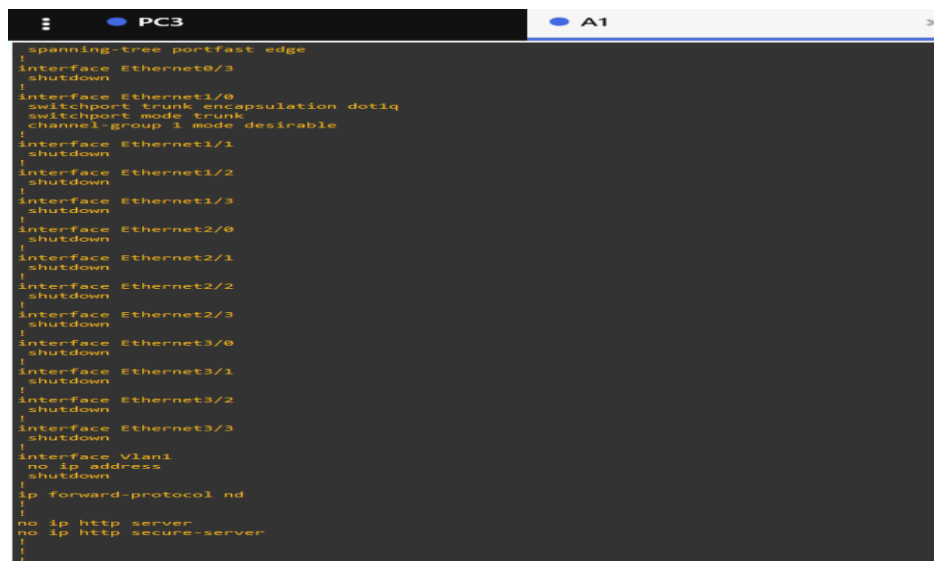 PC3
A1
spanning-tree portfast edge
!
interface Ethernet0/3
shutdown
!
interface Ethernet1/0
switchport trunk encapsulation dot1q
switchport mode trunk
channel-group 1 mode desirable
!
interface Ethernet1/1
shutdown
!
interface Ethernet1/2
shutdown
!
interface Ethernet1/3
shutdown
!
interface Ethernet2/0
shutdown
!
interface Ethernet2/1
shutdown
!
interface Ethernet2/2
shutdown
!
interface Ethernet2/3
shutdown
!
interface Ethernet3/0
shutdown
!
interface Ethernet3/1
shutdown
!
interface Ethernet3/2
shutdown
!
interface Ethernet3/3
shutdown
!
interface Vlan1
no ip address
shutdown
!
ip forward-protocol nd
!
!
no ip http server
no ip http secure-server
!
!
!